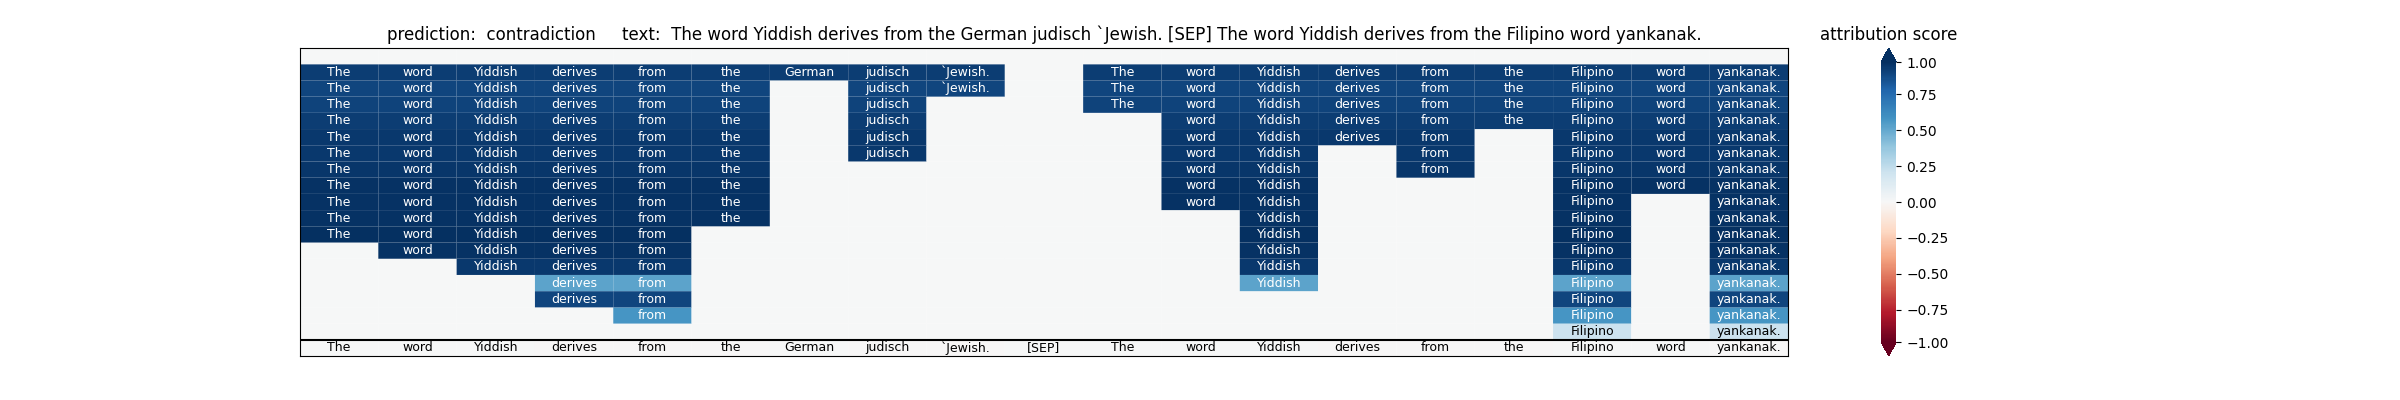 prediction:  contradiction     text:  The word Yiddish derives from the German judisch `Jewish. [SEP] The word Yiddish derives from the Filipino word yankanak.
attribution score
The word Yiddish derives from the German judisch `Jewish. The word Yiddish derives from the Filipino word yankanak.
The word Yiddish derives from the judisch `Jewish. The word Yiddish derives from the Filipino word yankanak.
The word Yiddish derives from the judisch The word Yiddish derives from the Filipino word yankanak.
The word Yiddish derives from the judisch word Yiddish derives from the Filipino word yankanak.
The word Yiddish derives from the judisch word Yiddish derives from Filipino word yankanak.
The word Yiddish derives from the judisch word Yiddish from Filipino word yankanak.
The word Yiddish derives from the word Yiddish from Filipino word yankanak.
The word Yiddish derives from the word Yiddish Filipino word yankanak.
The word Yiddish derives from the word Yiddish Filipino yankanak.
The word Yiddish derives from the Yiddish Filipino yankanak.
The word Yiddish derives from Yiddish Filipino yankanak.
word Yiddish derives from Yiddish Filipino yankanak.
Yiddish derives from Yiddish Filipino yankanak.
derives from Yiddish Filipino yankanak.
derives from Filipino yankanak.
from Filipino yankanak.
Filipino yankanak.
The word Yiddish derives from the German judisch `Jewish. [SEP] The word Yiddish derives from the Filipino word yankanak.
1.00
0.75
0.50
0.25
0.00
−0.25
−0.50
−0.75
−1.00